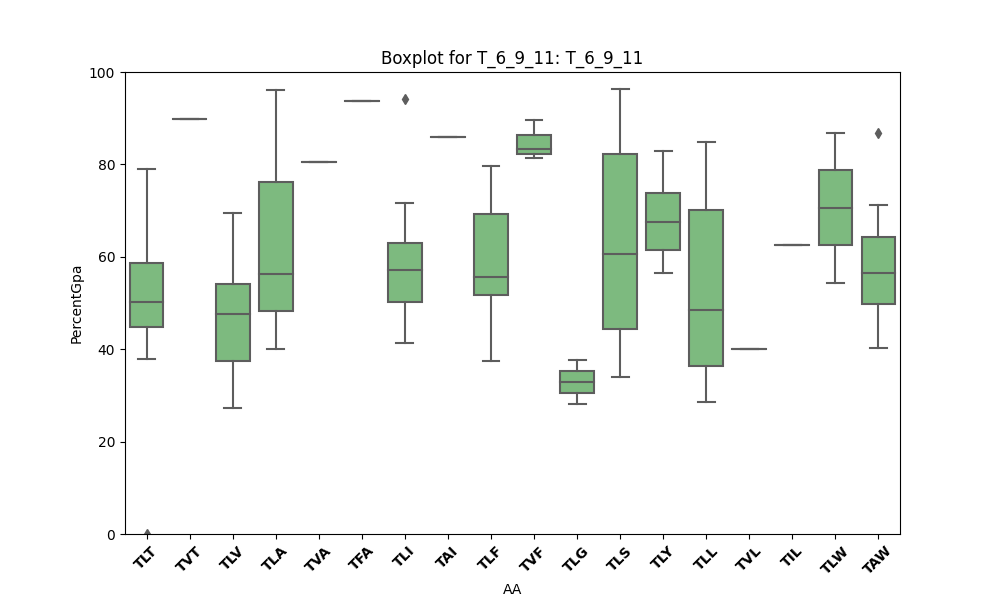 Boxplot for T_6_9_11: T_6_9_11
100
80
60
40
20
0
PercentGpa
TLT TVT TLV TLA TVA TFA TLI TAI TLF TVF TLG TLS TLY TLL TVL TIL TLW TAW
AA